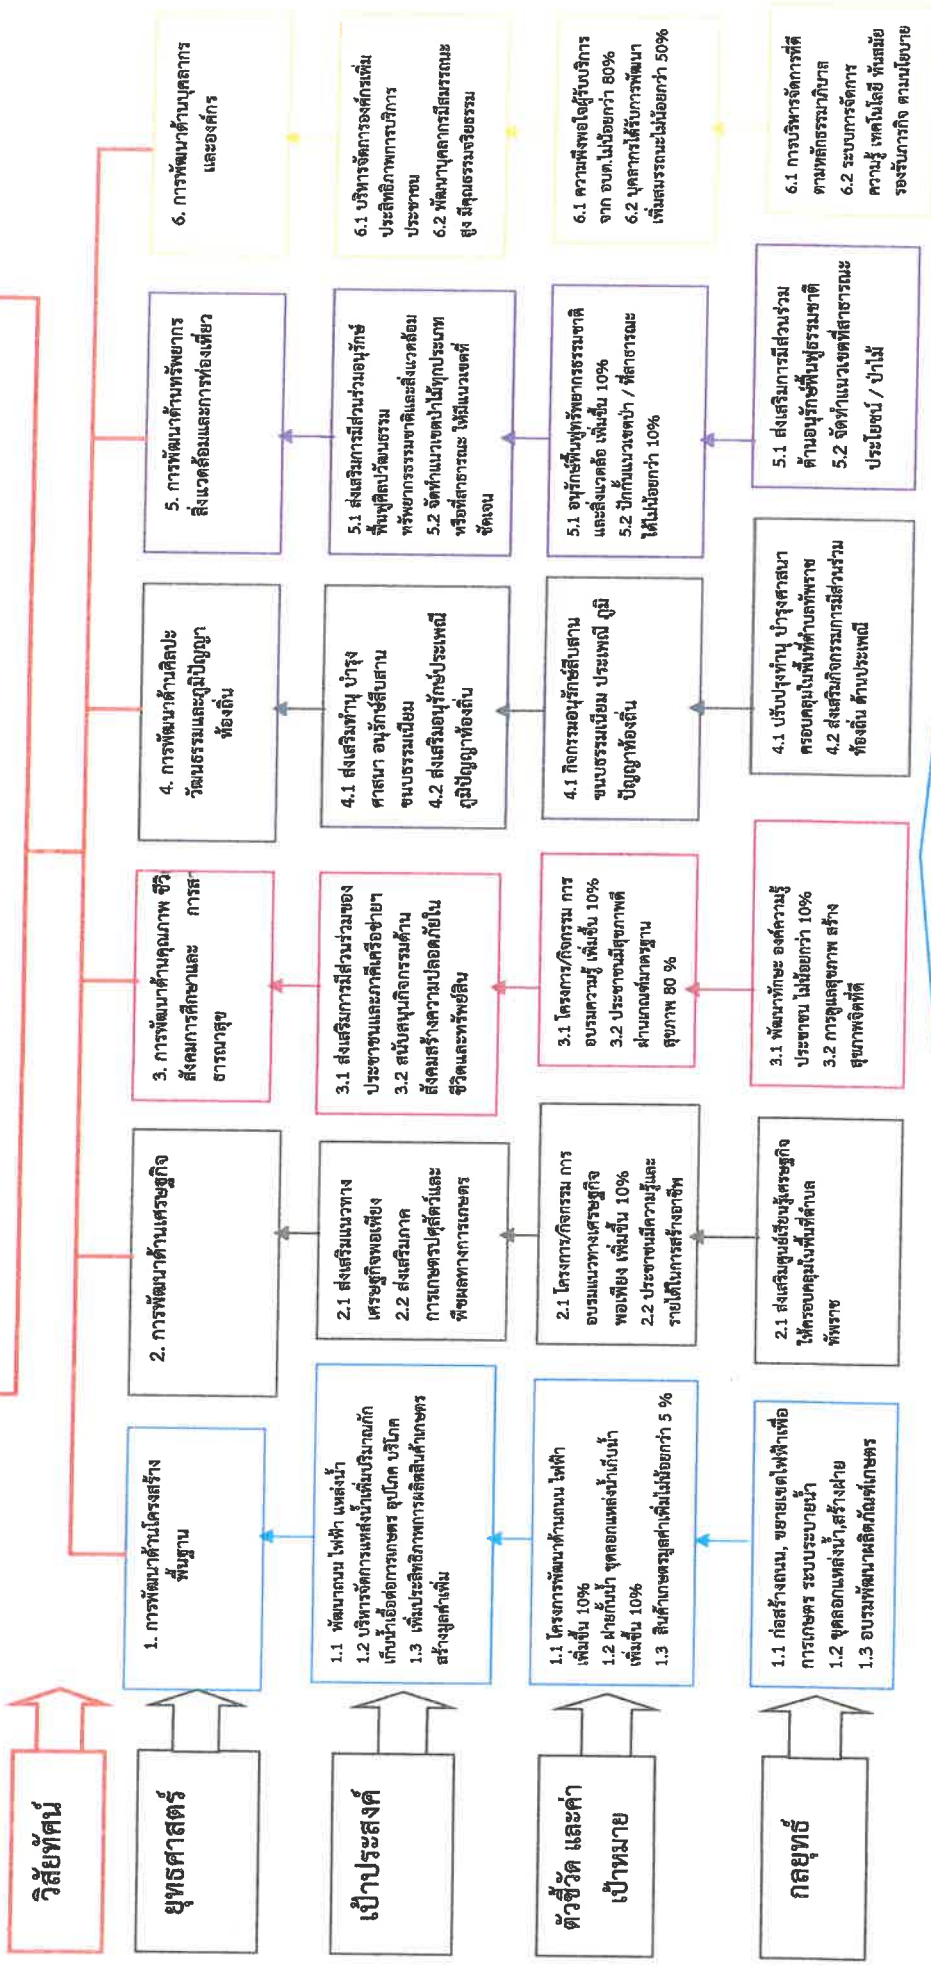 วิสัยทัศน์
ยุทธศาสตร์
1. การพัฒนาด้านโครงสร้าง
พื้นฐาน
2. การพัฒนาด้านเศรษฐกิจ
3. การพัฒนาด้านคุณภาพ ชีวิ
สังคมการศึกษาและ การสา
ธารณวสุข
4. การพัฒนาด้านศิลปะ
วัฒนธรรมและภูมิปัญญา
ท้องถิ่น
5. การพัฒนาด้านทรัพยากร
สิ่งแวดล้อมและการท่องเที่ยว
6. การพัฒนาด้านบุคลากร
และองค์กร
เป้าประสงค์
1.1 พัฒนาถนน ไฟฟ้า แหล่งน้ำ
1.2 บริหารจัดการแหล่งน้ำเพิ่มปริมาณกัก
เก็บน้ำเอื้อต่อการเกษตร อุปโภค บริโภค
1.3 เพิ่มประสิทธิภาพการผลิตสินค้าเกษตร
สร้างมูลค่าเพิ่ม
2.1 ส่งเสริมแนวทาง
เศรษฐกิจพอเพียง
2.2 ส่งเสริมภาค
การเกษตรปศุสัตว์และ
พืชผลทางการเกษตร
3.1 ส่งเสริมการมีส่วนร่วมของ
ประชาชนและภาคีเครือข่ายฯ
3.2 สนับสนุนกิจกรรมด้าน
สังคมสร้างความปลอดภัยใน
ชีวิตและทรัพย์สิน
4.1 ส่งเสริมทำนุ บำรุง
ศาสนา อนุรักษ์สืบสาน
ขนบธรรมเนียม
4.2 ส่งเสริมอนุรักษ์ประเพณี
ภูมิปัญญาท้องถิ่น
5.1 ส่งเสริมการมีส่วนร่วมอนุรักษ์
ฟื้นฟูศิลปวัฒนธรรม
ทรัพยากรธรรมชาติและสิ่งแวดล้อม
5.2 จัดทำแนวเขตป่าไม้ทุกประเภท
หรือที่สาธารณะ ให้มีแนวเขตที่
ชัดเจน
6.1 บริหารจัดการองค์กรเพิ่ม
ประสิทธิภาพการบริการ
ประชาชน
6.2 พัฒนาบุคลากรมีสมรรถนะ
สูง มีคุณธรรมจริยธรรม
ตัวชี้วัด และค่า
เป้าหมาย
1.1 โครงการพัฒนาด้านถนน ไฟฟ้า
เพิ่มขึ้น 10%
1.2 ฝายกั้นน้ำ ขุดลอกแหล่งน้ำเก็บน้ำ
เพิ่มขึ้น 10%
1.3 สินค้าเกษตรมูลค่าเพิ่มไม่น้อยกว่า 5 %
2.1 โครงการ/กิจกรรม การ
อบรมแนวทางเศรษฐกิจ
พอเพียง เพิ่มขึ้น 10%
2.2 ประชาชนมีความรู้และ
รายได้ในการสร้างอาชีพ
3.1 โครงการ/กิจกรรม การ
อบรมความรู้ เพิ่มขึ้น 10%
3.2 ประชาชนมีสุขภาพดี
ผ่านเกณฑ์มาตรฐาน
สุขภาพ 80 %
4.1 กิจกรรมอนุรักษ์สืบสาน
ขนบธรรมเนียม ประเพณี ภูมิ
ปัญญาท้องถิ่น
5.1 อนุรักษ์ฟื้นฟูทรัพยากรธรรมชาติ
และสิ่งแวดล้อ เพิ่มขึ้น 10%
5.2 ปักกันแนวเขตป่า / ที่สาธารณะ
ได้ไม่น้อยกว่า 10%
6.1 ความพึงพอใจผู้รับบริการ
จาก อบต.ไม่น้อยกว่า 80%
6.2 บุคลากรได้รับการพัฒนา
เพิ่มสมรรถนะไม่น้อยกว่า 50%
กลยุทธ์
1.1 ก่อสร้างถนน, ขยายเขตไฟฟ้าเพื่อ
การเกษตร ระบบระบายน้ำ
1.2 ขุดลอกแหล่งน้ำ,สร้างฝาย
1.3 อบรมพัฒนาผลิตภัณฑ์เกษตร
2.1 ส่งเสริมศูนย์เรียนรู้เศรษฐกิจ
ให้ครอบคลุมในพื้นที่ตำบล
ทัพราช
3.1 พัฒนาทักษะ องค์ความรู้
ประชาชน ไม่น้อยกว่า 10%
3.2 การดูแลสุขภาพ สร้าง
สุขภาพจิตที่ดี
4.1 ปรับปรุงทำนุ บำรุงศาสนา
ครอบคลุมในพื้นที่ตำบลทัพราช
4.2 ส่งเสริมกิจกรรมการมีส่วนร่วม
ท้องถิ่น ด้านประเพณี
5.1 ส่งเสริมการมีส่วนร่วม
ด้านอนุรักษ์ฟื้นฟูธรรมชาติ
5.2 จัดทำแนวเขตที่สาธารณะ
ประโยชน์ / ป่าไม้
6.1 การบริหารจัดการที่ดี
ตามหลักธรรมาภิบาล
6.2 ระบบการจัดการ
ความรู้ เทคโนโลยี ทันสมัย
รองรับภารกิจ ตามนโยบาย